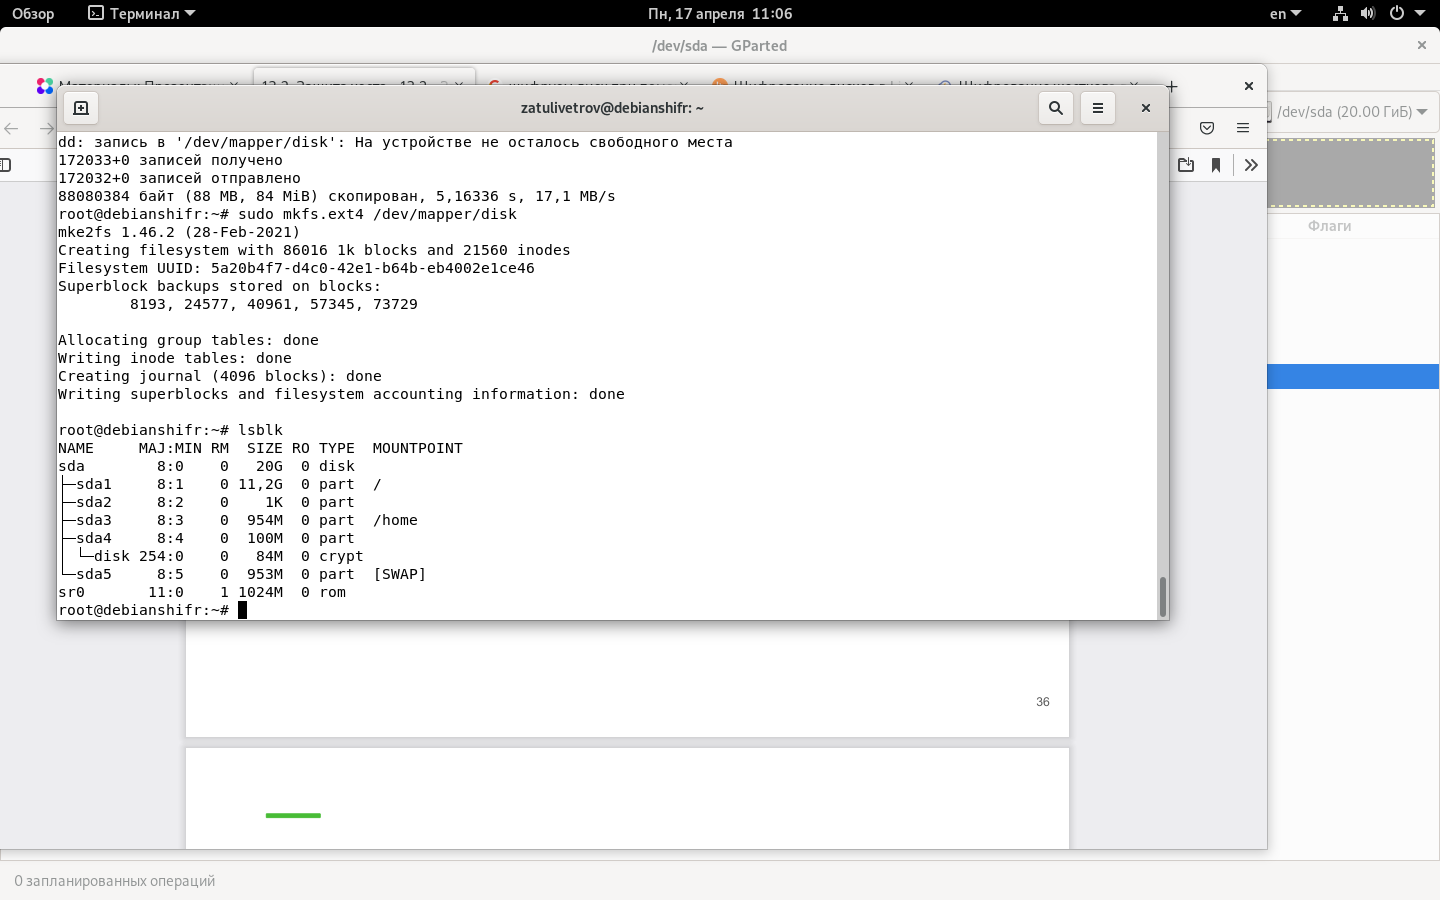 Обзор
Терминал
Пн, 17 апреля 11:06
en
/dev/sda — GParted
/dev/sda (20.00 ГиБ)
Флаги
zatulivetrov@debianshifr: ~
dd: запись в '/dev/mapper/disk': На устройстве не осталось свободного места
172033+0 записей получено
172032+0 записей отправлено
88080384 байт (88 MB, 84 MiB) скопирован, 5,16336 s, 17,1 MB/s
root@debianshifr:~# sudo mkfs.ext4 /dev/mapper/disk
mke2fs 1.46.2 (28-Feb-2021)
Creating filesystem with 86016 1k blocks and 21560 inodes
Filesystem UUID: 5a20b4f7-d4c0-42e1-b64b-eb4002e1ce46
Superblock backups stored on blocks:
8193, 24577, 40961, 57345, 73729
Allocating group tables: done
Writing inode tables: done
Creating journal (4096 blocks): done
Writing superblocks and filesystem accounting information: done
root@debianshifr:~# lsblk
NAME MAJ:MIN RM SIZE RO TYPE MOUNTPOINT
sda 8:0 0 20G 0 disk
├─sda1 8:1 0 11,2G 0 part /
├─sda2 8:2 0 1K 0 part
├─sda3 8:3 0 954M 0 part /home
├─sda4 8:4 0 100M 0 part
│ └─disk 254:0 0 84M 0 crypt
└─sda5 8:5 0 953M 0 part [SWAP]
sr0 11:0 1 1024M 0 rom
root@debianshifr:~#
36
0 запланированных операций